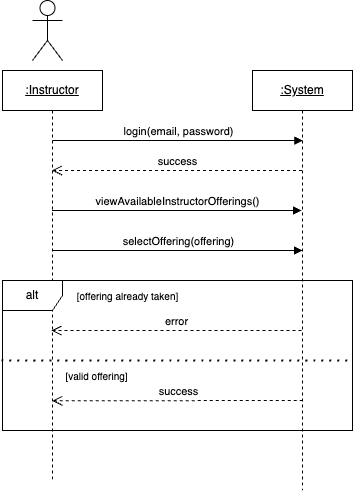 :Instructor
:System
login(email, password)
success
viewAvailableInstructorOfferings()
selectOffering(offering)
alt
[offering already taken]
error
[valid offering]
success